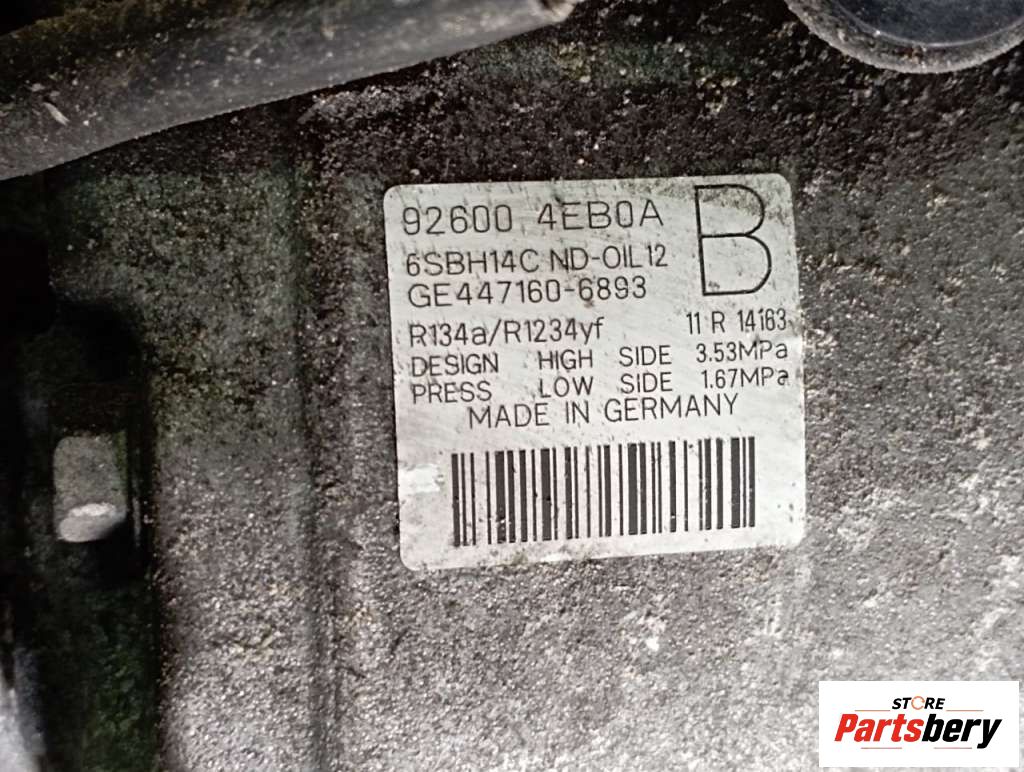 92600 4EB0A B
6SBH14C ND-OIL12
GE447160-6893
R134a/R1234yf 11 R 14183
DESIGN HIGH SIDE 3.53MPa
PRESS LOW SIDE 1.67MPa
MADE IN GERMANY
STORE
Partsbery